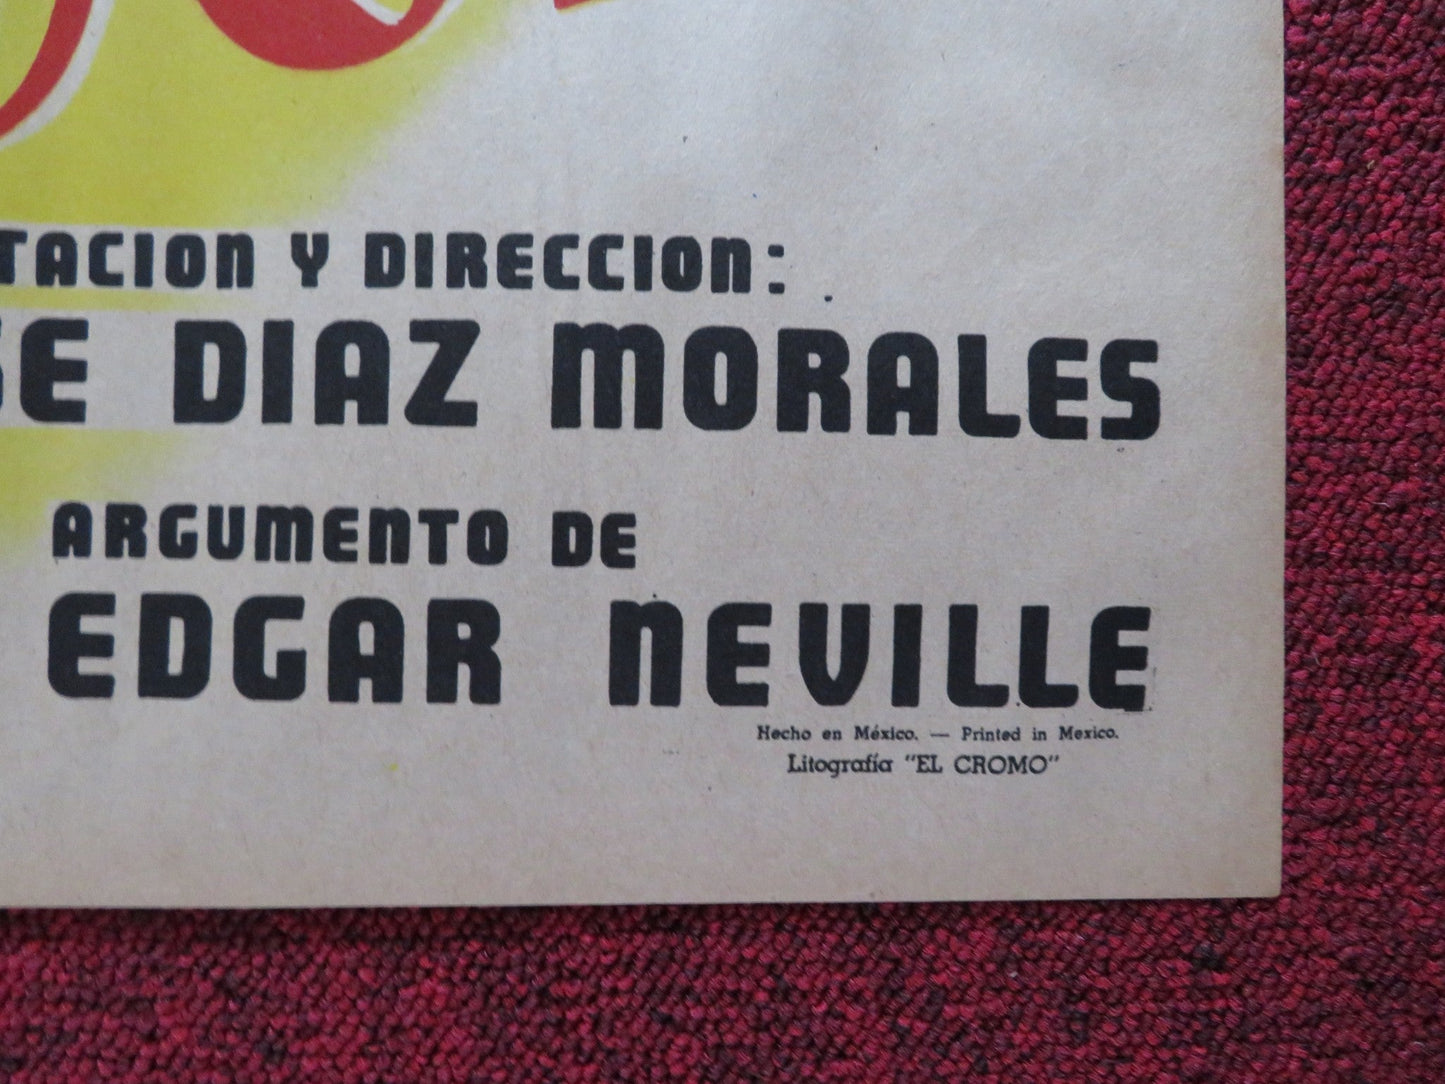 TACION Y DIRECCION:
SE DIAZ MORALES
ARGUMENTO DE
EDGAR NEVILLE
Hecho en México. — Printed in Mexico.
Litografía "EL CROMO"